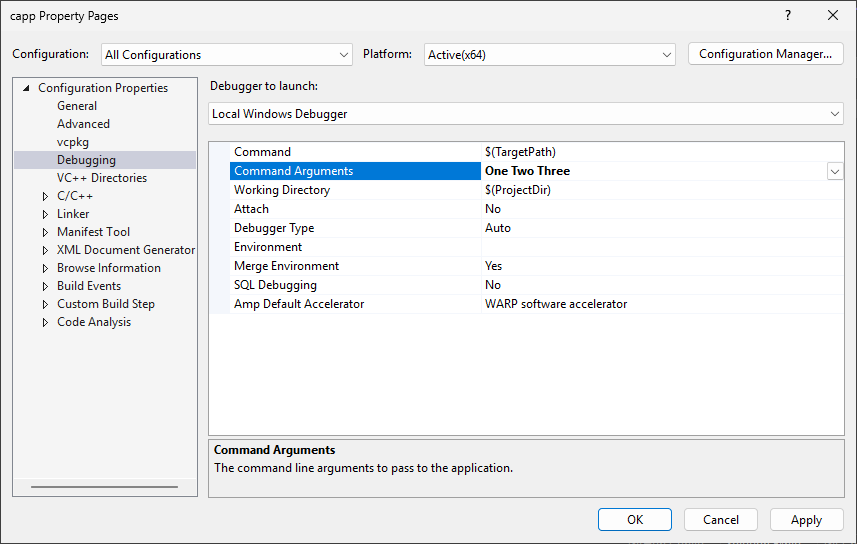 capp Property Pages
?
Configuration: All Configurations Platform: Active(x64) Configuration Manager...
Configuration Properties
General
Advanced
vcpkg
Debugging
VC++ Directories
C/C++
Linker
Manifest Tool
XML Document Generator
Browse Information
Build Events
Custom Build Step
Code Analysis
Debugger to launch:
Local Windows Debugger
Command $(TargetPath)
Command Arguments One Two Three
Working Directory $(ProjectDir)
Attach No
Debugger Type Auto
Environment
Merge Environment Yes
SQL Debugging No
Amp Default Accelerator WARP software accelerator
Command Arguments
The command line arguments to pass to the application.
OK Cancel Apply